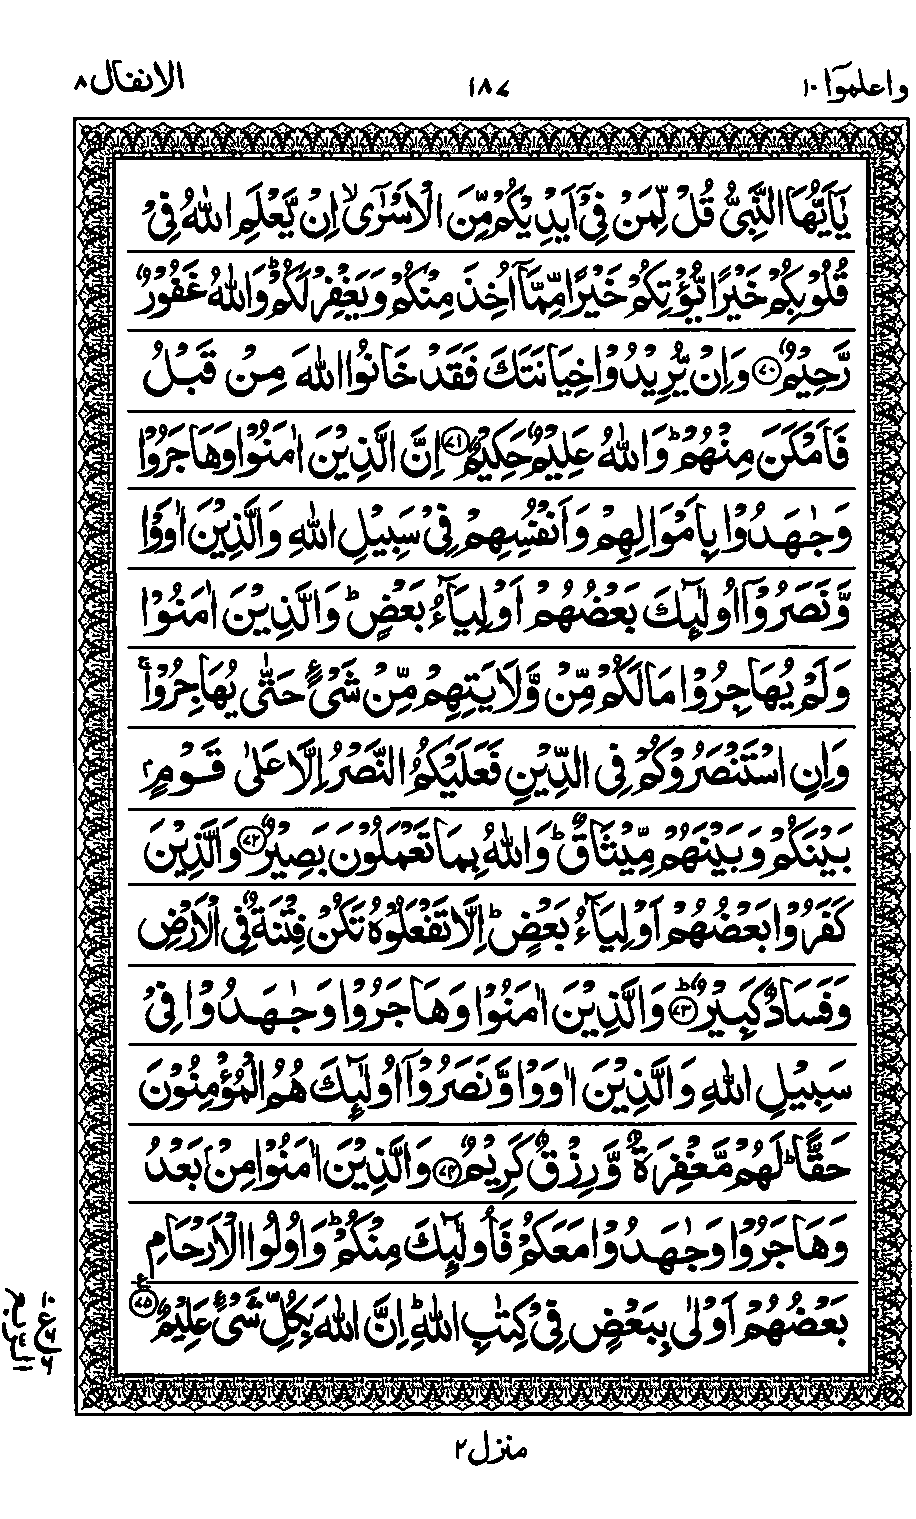 واعلموۤا ١٠
١٨٧
الانفال ٨
يٰۤاَيُّهَا النَّبِىُّ قُلْ لِّمَنْ فِىْۤ اَيْدِيْكُمْ مِّنَ الْاَسْرٰٓىۙ اِنْ يَّعْلَمِ اللّٰهُ فِىْ
قُلُوْبِكُمْ خَيْرًا يُّؤْتِكُمْ خَيْرًا مِّمَّاۤ اُخِذَ مِنْكُمْ وَيَغْفِرْ لَكُمْؕ وَاللّٰهُ غَفُوْرٌ
رَّحِيْمٌ ﴿٧٠﴾ وَاِنْ يُّرِيْدُوْا خِيَانَتَكَ فَقَدْ خَانُوا اللّٰهَ مِنْ قَبْلُ
فَاَمْكَنَ مِنْهُمْؕ وَاللّٰهُ عَلِيْمٌ حَكِيْمٌ ﴿٧١﴾ اِنَّ الَّذِيْنَ اٰمَنُوْا وَهَاجَرُوْا
وَجٰهَدُوْا بِاَمْوَالِهِمْ وَاَنْفُسِهِمْ فِىْ سَبِيْلِ اللّٰهِ وَالَّذِيْنَ اٰوَوْا
وَّنَصَرُوْۤا اُولٰٓئِكَ بَعْضُهُمْ اَوْلِيَآءُ بَعْضٍؕ وَالَّذِيْنَ اٰمَنُوْا
وَلَمْ يُهَاجِرُوْا مَا لَكُمْ مِّنْ وَّلَايَتِهِمْ مِّنْ شَىْءٍ حَتّٰى يُهَاجِرُوْاۚ
وَاِنِ اسْتَنْصَرُوْكُمْ فِى الدِّيْنِ فَعَلَيْكُمُ النَّصْرُ اِلَّا عَلٰى قَوْمٍۭ
بَيْنَكُمْ وَبَيْنَهُمْ مِّيْثَاقٌؕ وَاللّٰهُ بِمَا تَعْمَلُوْنَ بَصِيْرٌ ﴿٧٢﴾ وَالَّذِيْنَ
كَفَرُوْا بَعْضُهُمْ اَوْلِيَآءُ بَعْضٍؕ اِلَّا تَفْعَلُوْهُ تَكُنْ فِتْنَةٌ فِى الْاَرْضِ
وَفَسَادٌ كَبِيْرٌؕ ﴿٧٣﴾ وَالَّذِيْنَ اٰمَنُوْا وَهَاجَرُوْا وَجٰهَدُوْا فِىْ
سَبِيْلِ اللّٰهِ وَالَّذِيْنَ اٰوَوْا وَّنَصَرُوْۤا اُولٰٓئِكَ هُمُ الْمُؤْمِنُوْنَ
حَقًّاؕ لَهُمْ مَّغْفِرَةٌ وَّرِزْقٌ كَرِيْمٌ ﴿٧٤﴾ وَالَّذِيْنَ اٰمَنُوْا مِنْۢ بَعْدُ
وَهَاجَرُوْا وَجٰهَدُوْا مَعَكُمْ فَاُولٰٓئِكَ مِنْكُمْؕ وَاُولُوا الْاَرْحَامِ
بَعْضُهُمْ اَوْلٰى بِبَعْضٍ فِىْ كِتٰبِ اللّٰهِؕ اِنَّ اللّٰهَ بِكُلِّ شَىْءٍ عَلِيْمٌ ﴿٧٥﴾
منزل ٢